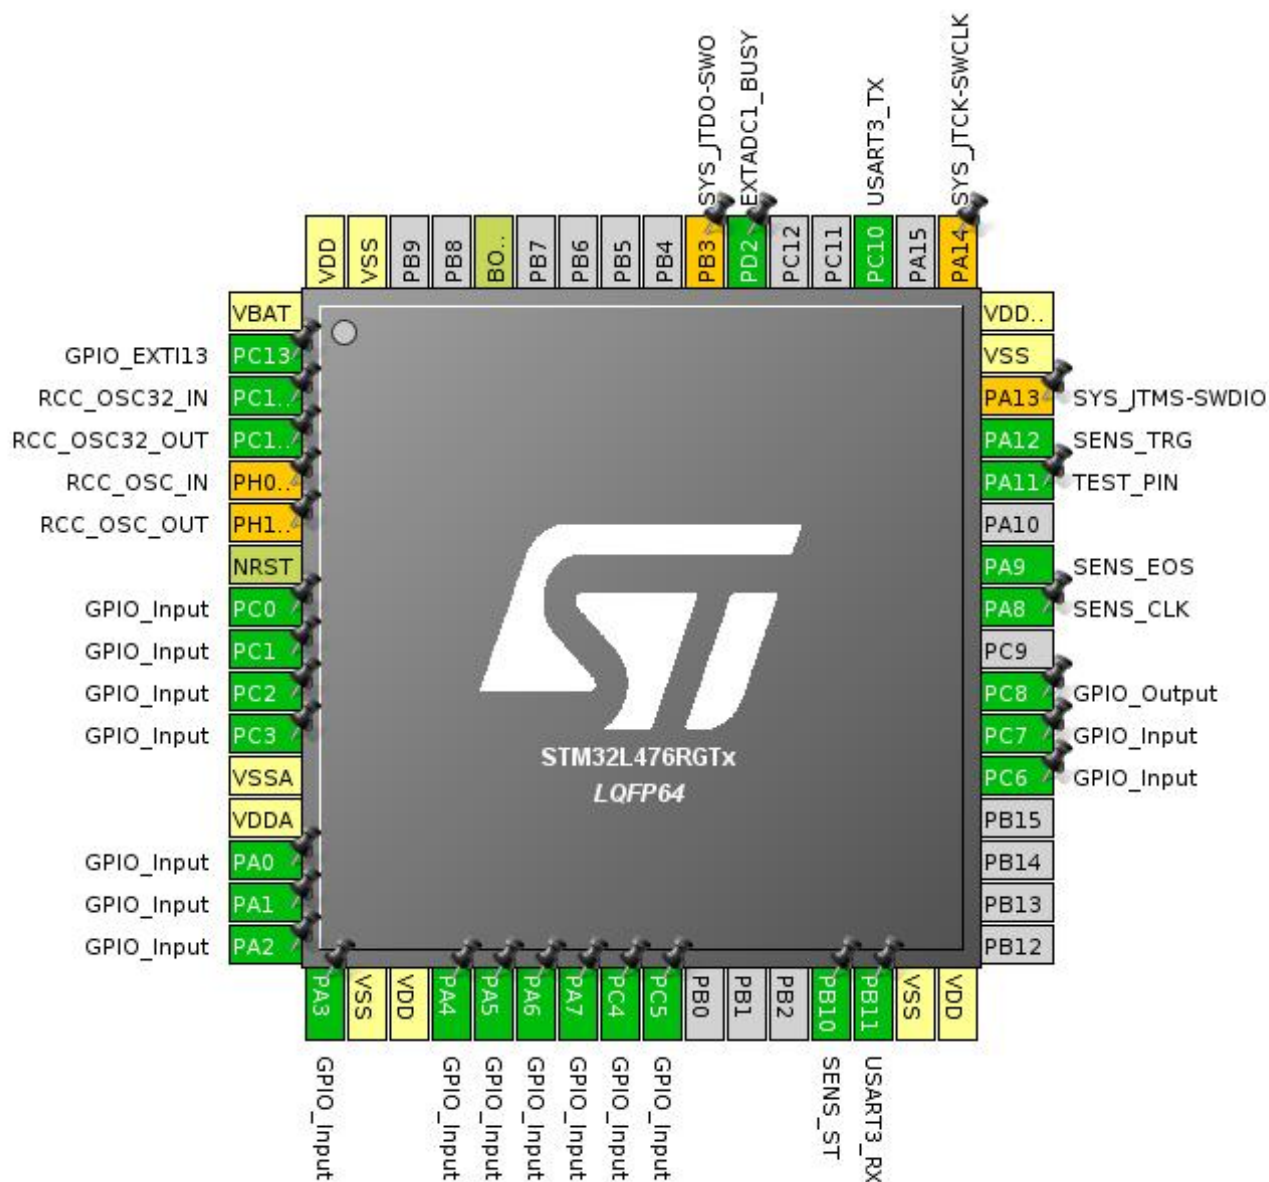 SYS_JTDO-SWO
EXTADC1_BUSY
USART3_TX
SYS_JTCK-SWCLK
VDD
VSS
PB9
PB8
BO..
PB7
PB6
PB5
PB4
PB3
PD2
PC12
PC11
PC10
PA15
PA14
VBAT
VDD..
GPIO_EXTI13 PC13
VSS
RCC_OSC32_IN PC1..
PA13 SYS_JTMS-SWDIO
RCC_OSC32_OUT PC1..
PA12 SENS_TRG
RCC_OSC_IN PH0..
PA11 TEST_PIN
RCC_OSC_OUT PH1..
PA10
NRST
PA9 SENS_EOS
GPIO_Input PC0
PA8 SENS_CLK
GPIO_Input PC1
PC9
GPIO_Input PC2
PC8 GPIO_Output
GPIO_Input PC3
PC7 GPIO_Input
STM32L476RGTx
VSSA
PC6 GPIO_Input
LQFP64
VDDA
PB15
GPIO_Input PA0
PB14
GPIO_Input PA1
PB13
GPIO_Input PA2
PB12
PA3
VSS
VDD
PA4
PA5
PA6
PA7
PC4
PC5
PB0
PB1
PB2
PB10
PB11
VSS
VDD
GPIO_Input
GPIO_Input
GPIO_Input
GPIO_Input
GPIO_Input
GPIO_Input
GPIO_Input
SENS_ST
USART3_RX